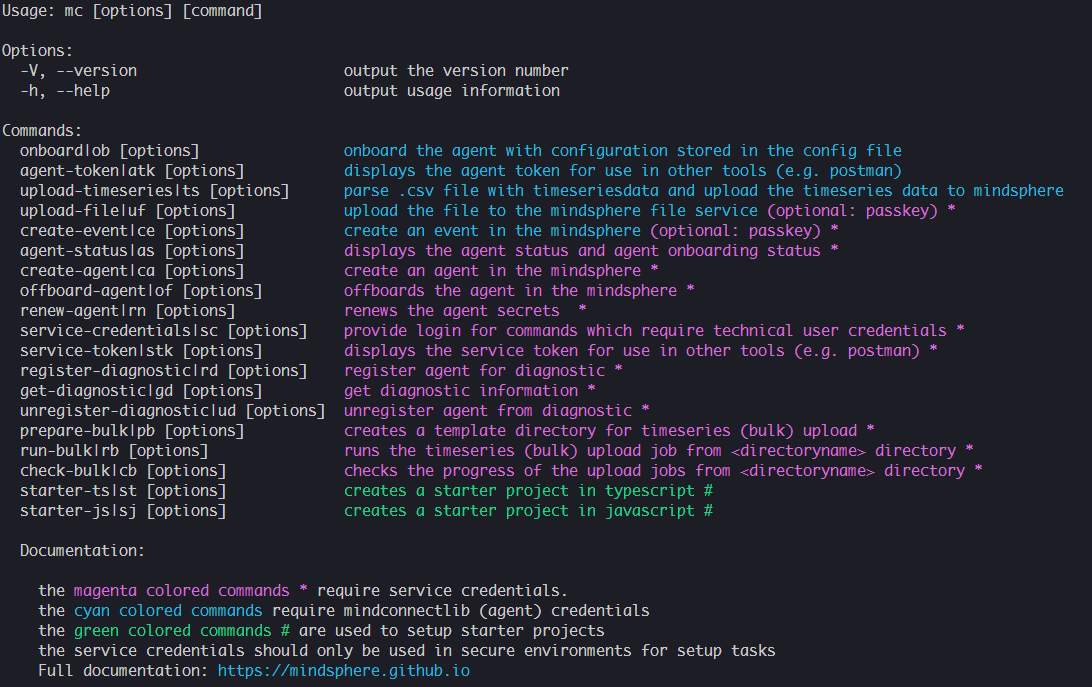 Usage: mc [options] [command]
Options:
-V, --version output the version number
-h, --help output usage information
Commands:
onboard|ob [options] onboard the agent with configuration stored in the config file
agent-token|atk [options] displays the agent token for use in other tools (e.g. postman)
upload-timeseries|ts [options] parse .csv file with timeseriesdata and upload the timeseries data to mindsphere
upload-file|uf [options] upload the file to the mindsphere file service (optional: passkey) *
create-event|ce [options] create an event in the mindsphere (optional: passkey) *
agent-status|as [options] displays the agent status and agent onboarding status *
create-agent|ca [options] create an agent in the mindsphere *
offboard-agent|of [options] offboards the agent in the mindsphere *
renew-agent|rn [options] renews the agent secrets *
service-credentials|sc [options] provide login for commands which require technical user credentials *
service-token|stk [options] displays the service token for use in other tools (e.g. postman) *
register-diagnostic|rd [options] register agent for diagnostic *
get-diagnostic|gd [options] get diagnostic information *
unregister-diagnostic|ud [options] unregister agent from diagnostic *
prepare-bulk|pb [options] creates a template directory for timeseries (bulk) upload *
run-bulk|rb [options] runs the timeseries (bulk) upload job from <directoryname> directory *
check-bulk|cb [options] checks the progress of the upload jobs from <directoryname> directory *
starter-ts|st [options] creates a starter project in typescript #
starter-js|sj [options] creates a starter project in javascript #
Documentation:
the magenta colored commands * require service credentials.
the cyan colored commands require mindconnectlib (agent) credentials
the green colored commands # are used to setup starter projects
the service credentials should only be used in secure environments for setup tasks
Full documentation: https://mindsphere.github.io